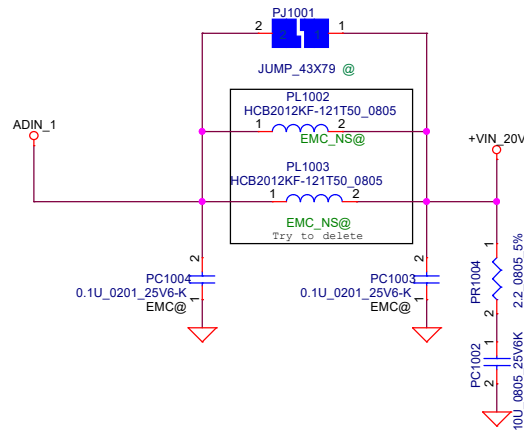 PJ1001
2 2 1 1
JUMP_43X79 @
PL1002
HCB2012KF-121T50_0805
1 2
EMC_NS@
ADIN_1
+VIN_20V
PL1003
HCB2012KF-121T50_0805
1 2
EMC_NS@
Try to delete
2
PC1004
0.1U_0201_25V6-K
1
EMC@
2
PC1003
0.1U_0201_25V6-K
1
EMC@
1
PR1004
2.2_0805_5%
2
1
PC1002
10U_0805_25V6K
2